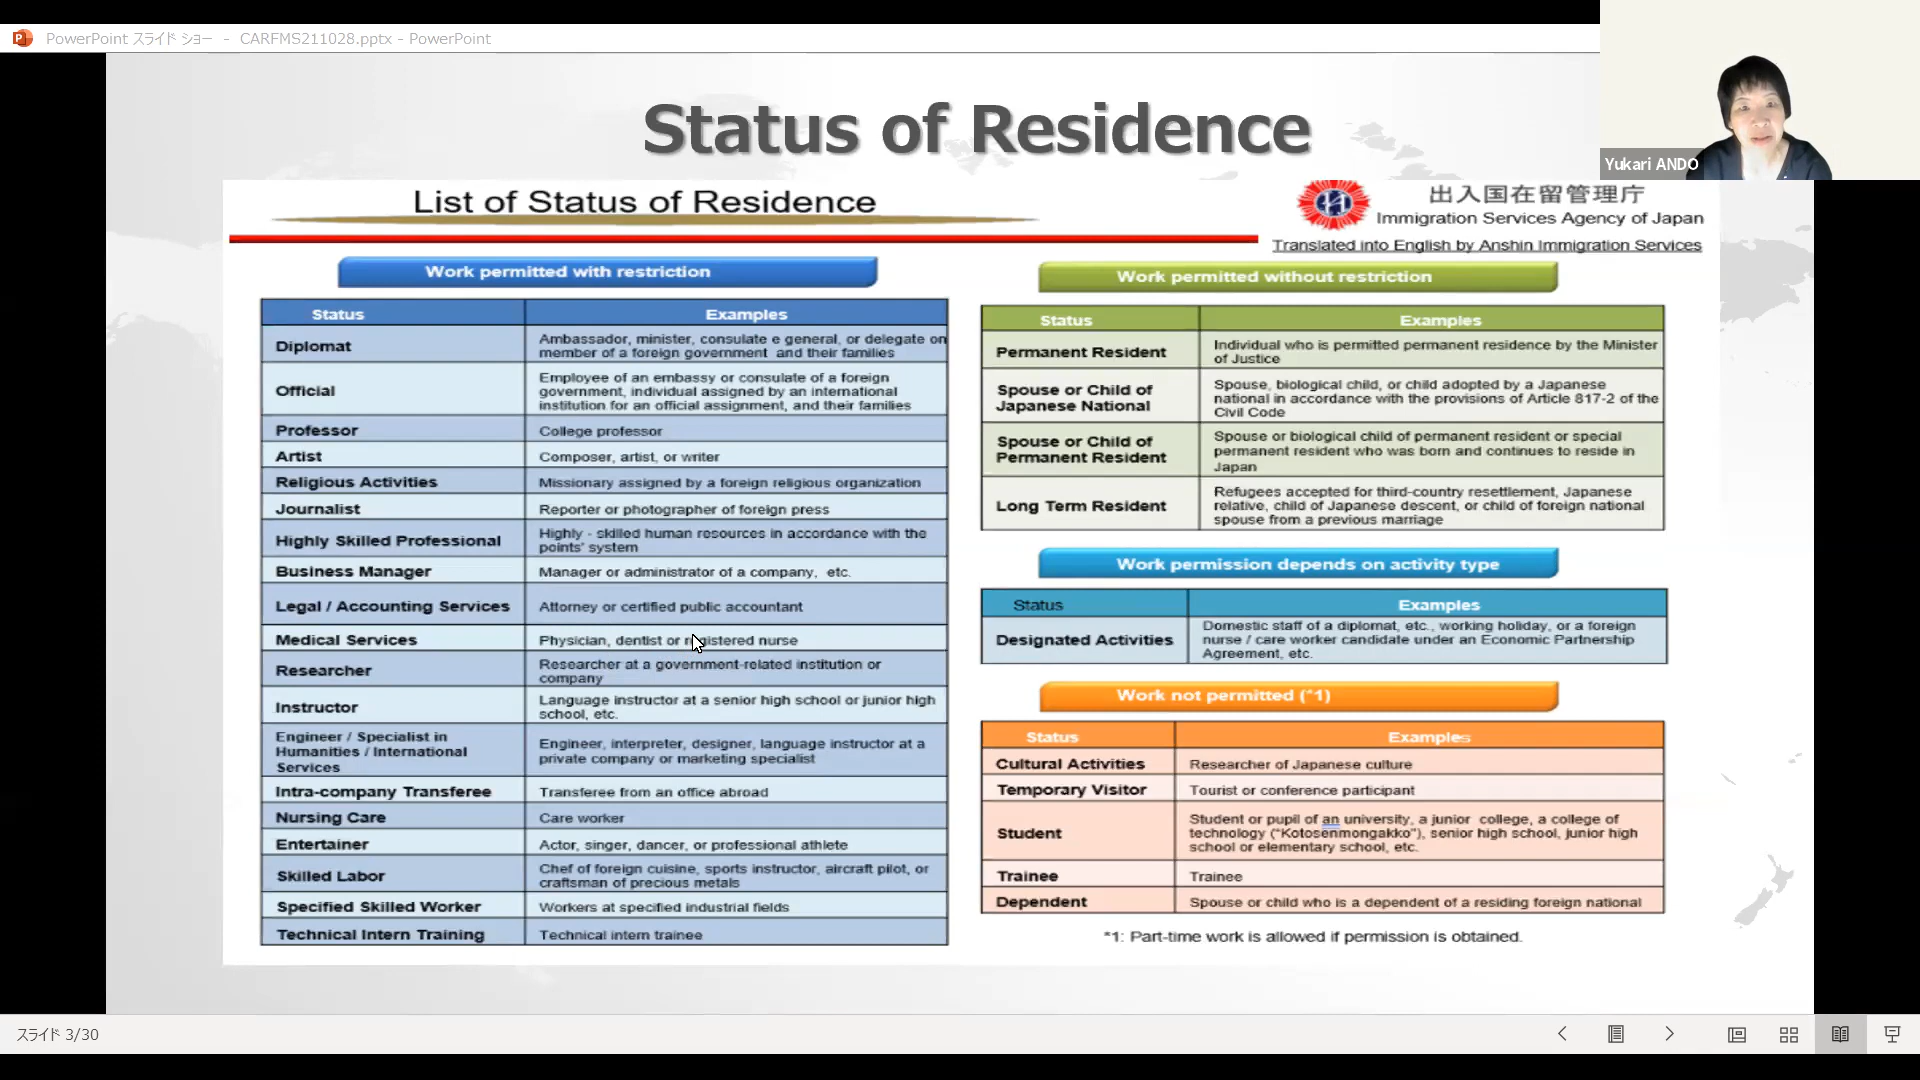 PowerPoint スライド ショー - CARFMS211028.pptx - PowerPoint
Yukari ANDO
Status of Residence
List of Status of Residence
出入国在留管理庁
Immigration Services Agency of Japan
Translated into English by Anshin Immigration Services
Work permitted with restriction
Status Examples
Diplomat
Ambassador, minister, consulate e general, or delegate on
member of a foreign government and their families
Official
Employee of an embassy or consulate of a foreign
government, individual assigned by an international
institution for an official assignment, and their families
Professor College professor
Artist Composer, artist, or writer
Religious Activities Missionary assigned by a foreign religious organization
Journalist Reporter or photographer of foreign press
Highly Skilled Professional
Highly - skilled human resources in accordance with the
points' system
Business Manager Manager or administrator of a company, etc.
Legal / Accounting Services Attorney or certified public accountant
Medical Services Physician, dentist or registered nurse
Researcher
Researcher at a government-related institution or
company
Instructor
Language instructor at a senior high school or junior high
school, etc.
Engineer / Specialist in
Humanities / International
Services
Engineer, interpreter, designer, language instructor at a
private company or marketing specialist
Intra-company Transferee Transferee from an office abroad
Nursing Care Care worker
Entertainer Actor, singer, dancer, or professional athlete
Skilled Labor
Chef of foreign cuisine, sports instructor, aircraft pilot, or
craftsman of precious metals
Specified Skilled Worker Workers at specified industrial fields
Technical Intern Training Technical intern trainee
Work permitted without restriction
Status Examples
Permanent Resident
Individual who is permitted permanent residence by the Minister
of Justice
Spouse or Child of
Japanese National
Spouse, biological child, or child adopted by a Japanese
national in accordance with the provisions of Article 817-2 of the
Civil Code
Spouse or Child of
Permanent Resident
Spouse or biological child of permanent resident or special
permanent resident who was born and continues to reside in
Japan
Long Term Resident
Refugees accepted for third-country resettlement, Japanese
relative, child of Japanese descent, or child of foreign national
spouse from a previous marriage
Work permission depends on activity type
Status Examples
Designated Activities
Domestic staff of a diplomat, etc., working holiday, or a foreign
nurse / care worker candidate under an Economic Partnership
Agreement, etc.
Work not permitted (*1)
Status Examples
Cultural Activities Researcher of Japanese culture
Temporary Visitor Tourist or conference participant
Student
Student or pupil of an university, a junior college, a college of
technology ("Kotosenmongakko"), senior high school, junior high
school or elementary school, etc.
Trainee Trainee
Dependent Spouse or child who is a dependent of a residing foreign national
*1: Part-time work is allowed if permission is obtained.
スライド 3/30